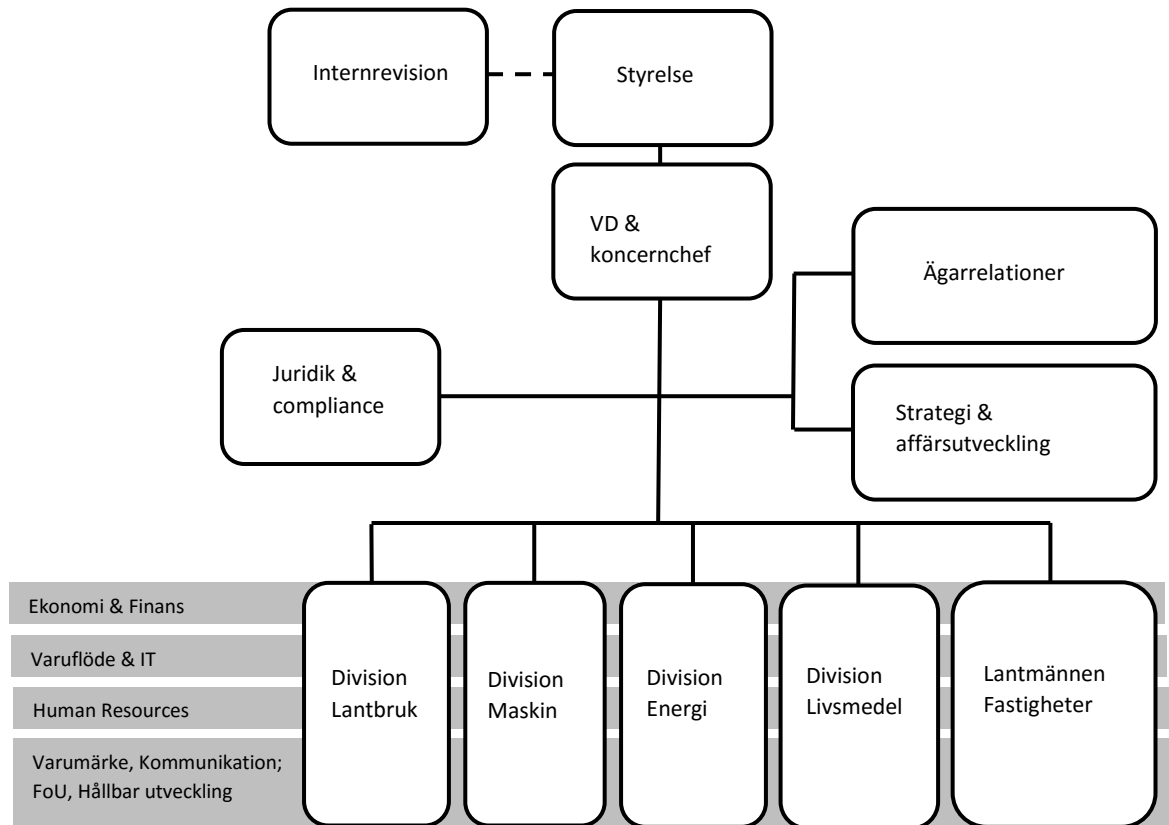 Internrevision
Styrelse
VD &
koncernchef
Ägarrelationer
Juridik &
compliance
Strategi &
affärsutveckling
Ekonomi & Finans
Varuflöde & IT
Human Resources
Varumärke, Kommunikation;
FoU, Hållbar utveckling
Division
Lantbruk
Division
Maskin
Division
Energi
Division
Livsmedel
Lantmännen
Fastigheter